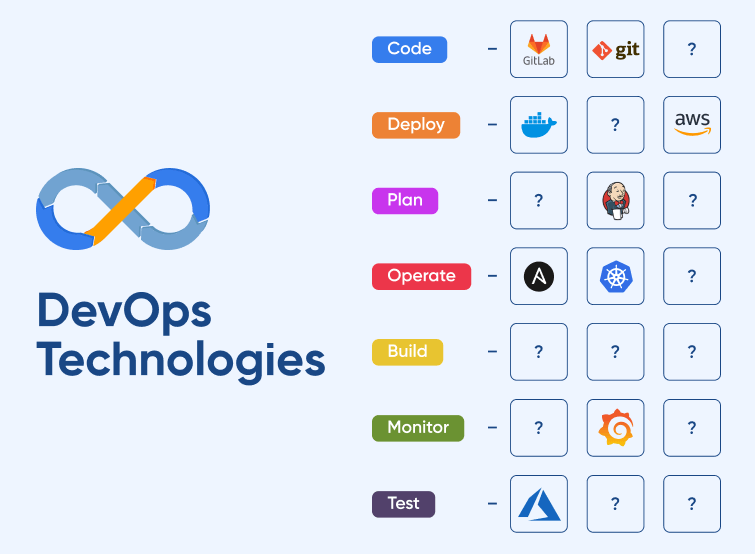 DevOps
Technologies
Code – GitLab git ?
Deploy – ? aws
Plan – ? ?
Operate – ?
Build – ? ? ?
Monitor – ? ?
Test – ? ?